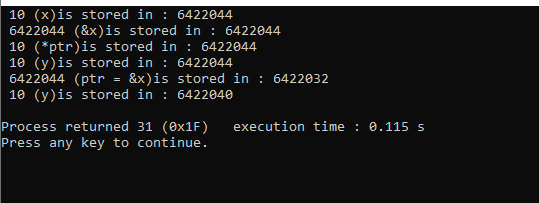 10 (x)is stored in : 6422044
6422044 (&x)is stored in : 6422044
10 (*ptr)is stored in : 6422044
10 (y)is stored in : 6422044
6422044 (ptr = &x)is stored in : 6422032
10 (y)is stored in : 6422040
Process returned 31 (0x1F)   execution time : 0.115 s
Press any key to continue.